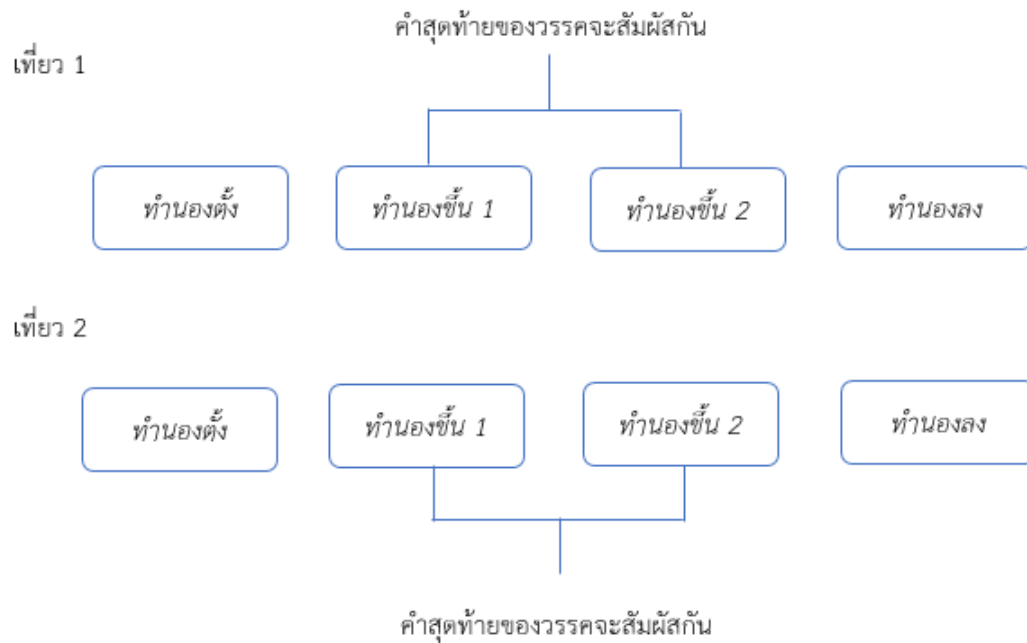 คำสุดท้ายของวรรคจะสัมผัสกัน
เที่ยว 1
ทำนองตั้ง
ทำนองขึ้น 1
ทำนองขึ้น 2
ทำนองลง
เที่ยว 2
ทำนองตั้ง
ทำนองขึ้น 1
ทำนองขึ้น 2
ทำนองลง
คำสุดท้ายของวรรคจะสัมผัสกัน